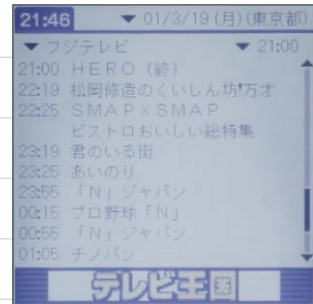 21:46 ▼ 01/3/19 (月) (東京都)
▼ フジテレビ ▼ 21:00
21:00 HERO (終)
22:19 松岡修造のくいしん坊!万才
22:25 SMAP×SMAP
ビストロおいしい総特集
23:19 君のいる街
23:25 あいのり
23:55 「N」ジャパン
00:15 プロ野球「N」
00:55 「N」ジャパン
01:05 チノパン
テレビ王国